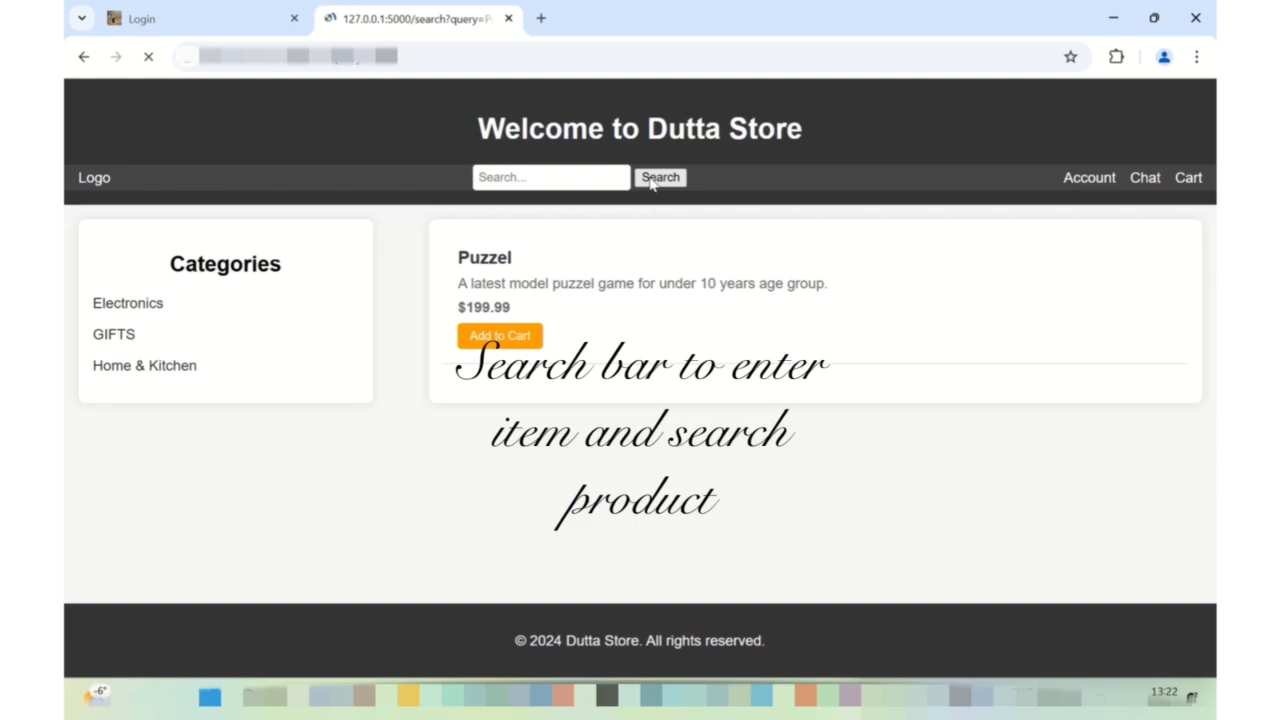 Login
127.0.0.1:5000/search?query=P
Welcome to Dutta Store
Logo
Search...
Search
Account
Chat
Cart
Categories
Electronics
GIFTS
Home & Kitchen
Puzzel
A latest model puzzel game for under 10 years age group.
$199.99
Add to Cart
Search bar to enter
item and search
product
© 2024 Dutta Store. All rights reserved.
-6°
13:22